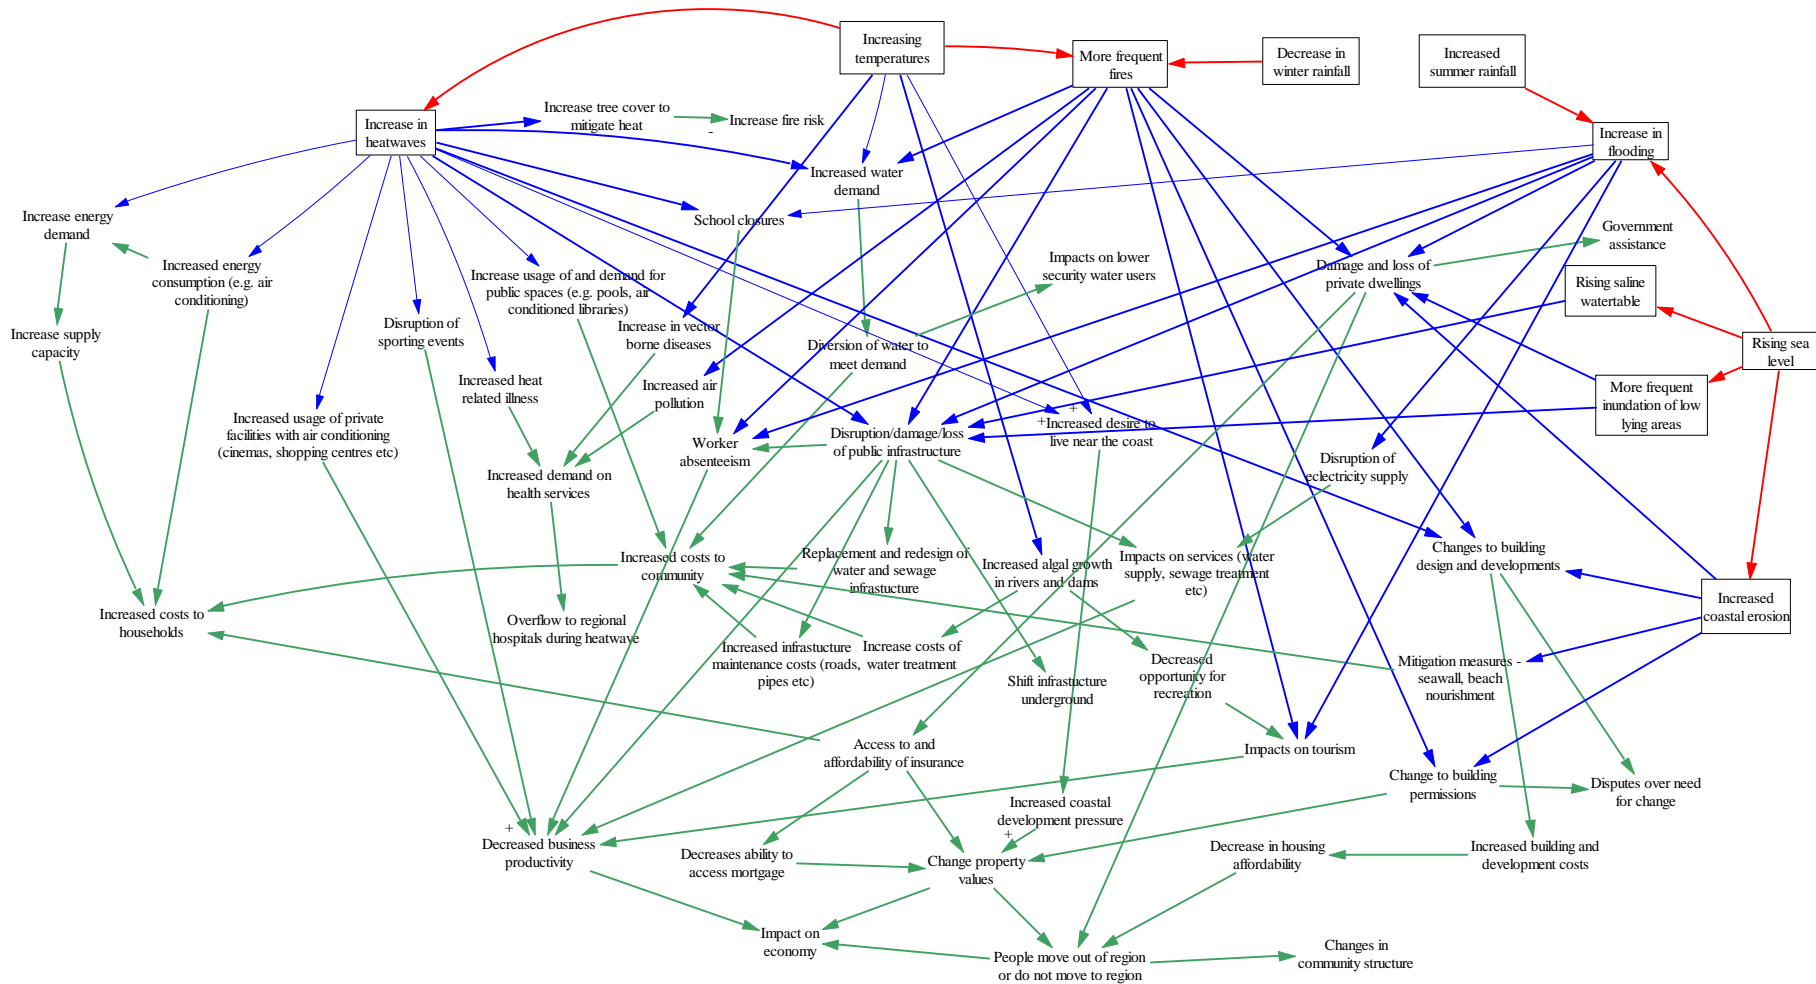 Increasing
temperatures
More frequent
fires
Decrease in
winter rainfall
Increased
summer rainfall
Increase in
heatwaves
Increase tree cover to
mitigate heat
-
Increase fire risk
Increase in
flooding
Increased water
demand
School closures
Increase energy
demand
Government
assistance
Increased energy
consumption (e.g. air
conditioning)
Increase usage of and demand for
public spaces (e.g. pools, air
conditioned libraries)
Impacts on lower
security water users
Damage and loss of
private dwellings
Rising saline
watertable
Increase supply
capacity
Disruption of
sporting events
Increase in vector
borne diseases
Diversion of water to
meet demand
Rising sea
level
Increased heat
related illness
Increased air
pollution
More frequent
inundation of low
lying areas
Increased usage of private
facilities with air conditioning
(cinemas, shopping centres etc)
Worker
absenteeism
Disruption/damage/loss
of public infrastructure
+
+
Increased desire to
live near the coast
Disruption of
eclectricity supply
Increased demand on
health services
Increased costs to
community
Replacement and redesign of
water and sewage
infrastucture
Increased algal growth
in rivers and dams
Impacts on services (water
supply, sewage treatment
etc)
Changes to building
design and developments
Increased
coastal erosion
Increased costs to
households
Overflow to regional
hospitals during heatwave
Increased infrastucture
maintenance costs (roads,
pipes etc)
Increase costs of
water treatment
Shift infrastucture
underground
Decreased
opportunity for
recreation
Mitigation measures -
seawall, beach
nourishment
Access to and
affordability of insurance
Impacts on tourism
Change to building
permissions
Disputes over need
for change
Increased coastal
development pressure
+
+
Decreased business
productivity
Decreases ability to
access mortgage
Change property
values
Decrease in housing
affordability
Increased building and
development costs
Impact on
economy
People move out of region
or do not move to region
Changes in
community structure